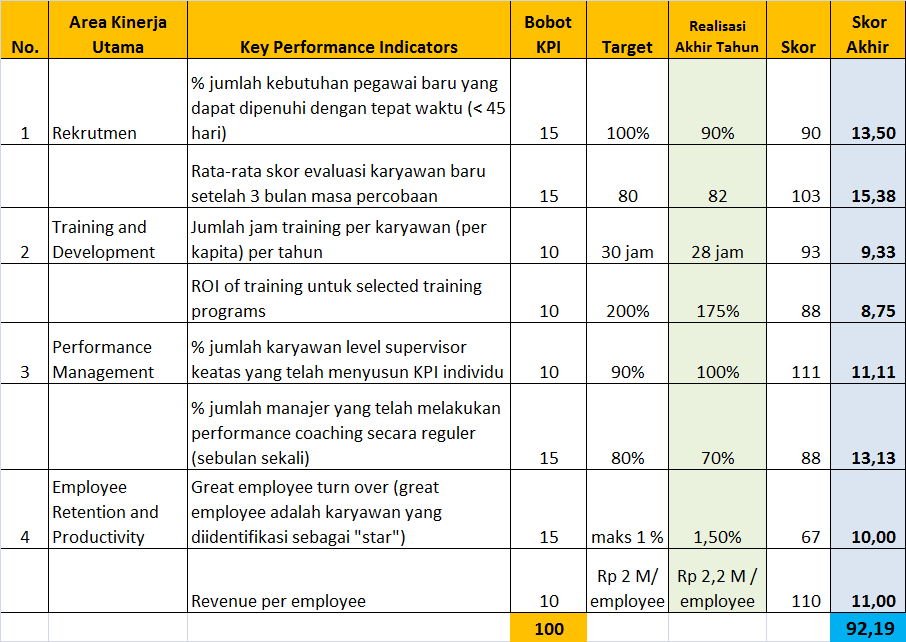 No. Area Kinerja Utama Key Performance Indicators Bobot KPI Target Realisasi Akhir Tahun Skor Skor Akhir
% jumlah kebutuhan pegawai baru yang
dapat dipenuhi dengan tepat waktu (< 45
1 Rekrutmen hari) 15 100% 90% 90 13,50
Rata-rata skor evaluasi karyawan baru
setelah 3 bulan masa percobaan 15 80 82 103 15,38
Training and Jumlah jam training per karyawan (per
2 Development kapita) per tahun 10 30 jam 28 jam 93 9,33
ROI of training untuk selected training
programs 10 200% 175% 88 8,75
Performance % jumlah karyawan level supervisor
3 Management keatas yang telah menyusun KPI individu 10 90% 100% 111 11,11
% jumlah manajer yang telah melakukan
performance coaching secara reguler
(sebulan sekali) 15 80% 70% 88 13,13
Employee Great employee turn over (great
Retention and employee adalah karyawan yang
4 Productivity diidentifikasi sebagai "star") 15 maks 1 % 1,50% 67 10,00
Rp 2 M/ Rp 2,2 M /
Revenue per employee 10 employee employee 110 11,00
100 92,19